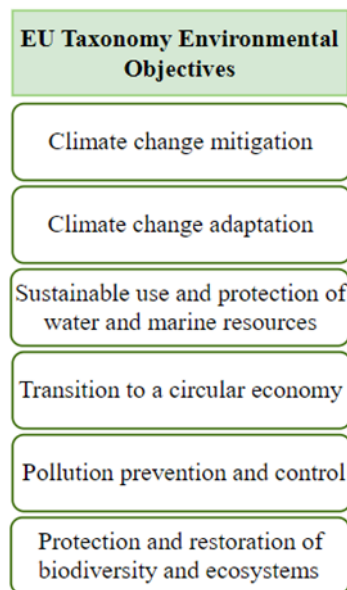 EU Taxonomy Environmental
Objectives
Climate change mitigation
Climate change adaptation
Sustainable use and protection of
water and marine resources
Transition to a circular economy
Pollution prevention and control
Protection and restoration of
biodiversity and ecosystems